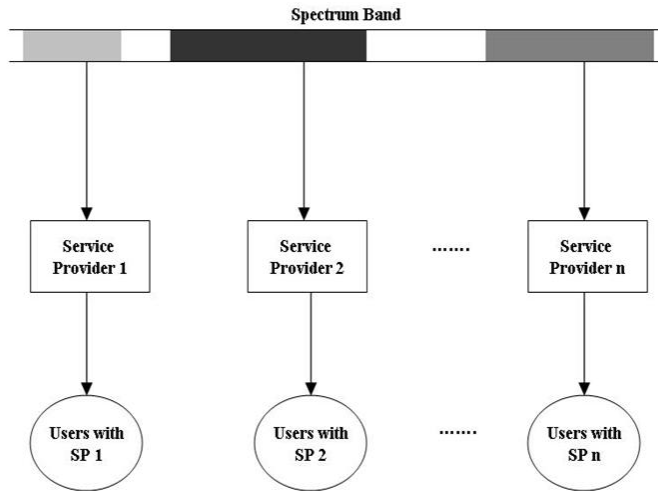 Spectrum Band
Service
Provider 1
Service
Provider 2
.......
Service
Provider n
Users with
SP 1
Users with
SP 2
.......
Users with
SP n